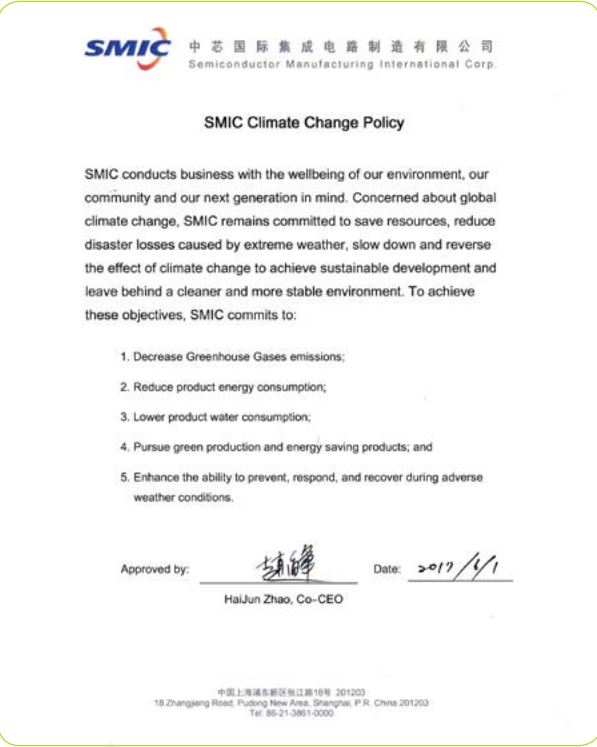 SMIC 中芯国际集成电路制造有限公司
Semiconductor Manufacturing International Corp.
SMIC Climate Change Policy
SMIC conducts business with the wellbeing of our environment, our
community and our next generation in mind. Concerned about global
climate change, SMIC remains committed to save resources, reduce
disaster losses caused by extreme weather, slow down and reverse
the effect of climate change to achieve sustainable development and
leave behind a cleaner and more stable environment. To achieve
these objectives, SMIC commits to:
1. Decrease Greenhouse Gases emissions;
2. Reduce product energy consumption;
3. Lower product water consumption;
4. Pursue green production and energy saving products; and
5. Enhance the ability to prevent, respond, and recover during adverse
weather conditions.
Approved by: Date: 2017/6/1
HaiJun Zhao, Co-CEO
中国上海浦东新区张江路18号 201203
18 Zhangjiang Road, Pudong New Area, Shanghai, P.R. China 201203
Tel: 86-21-3861-0000